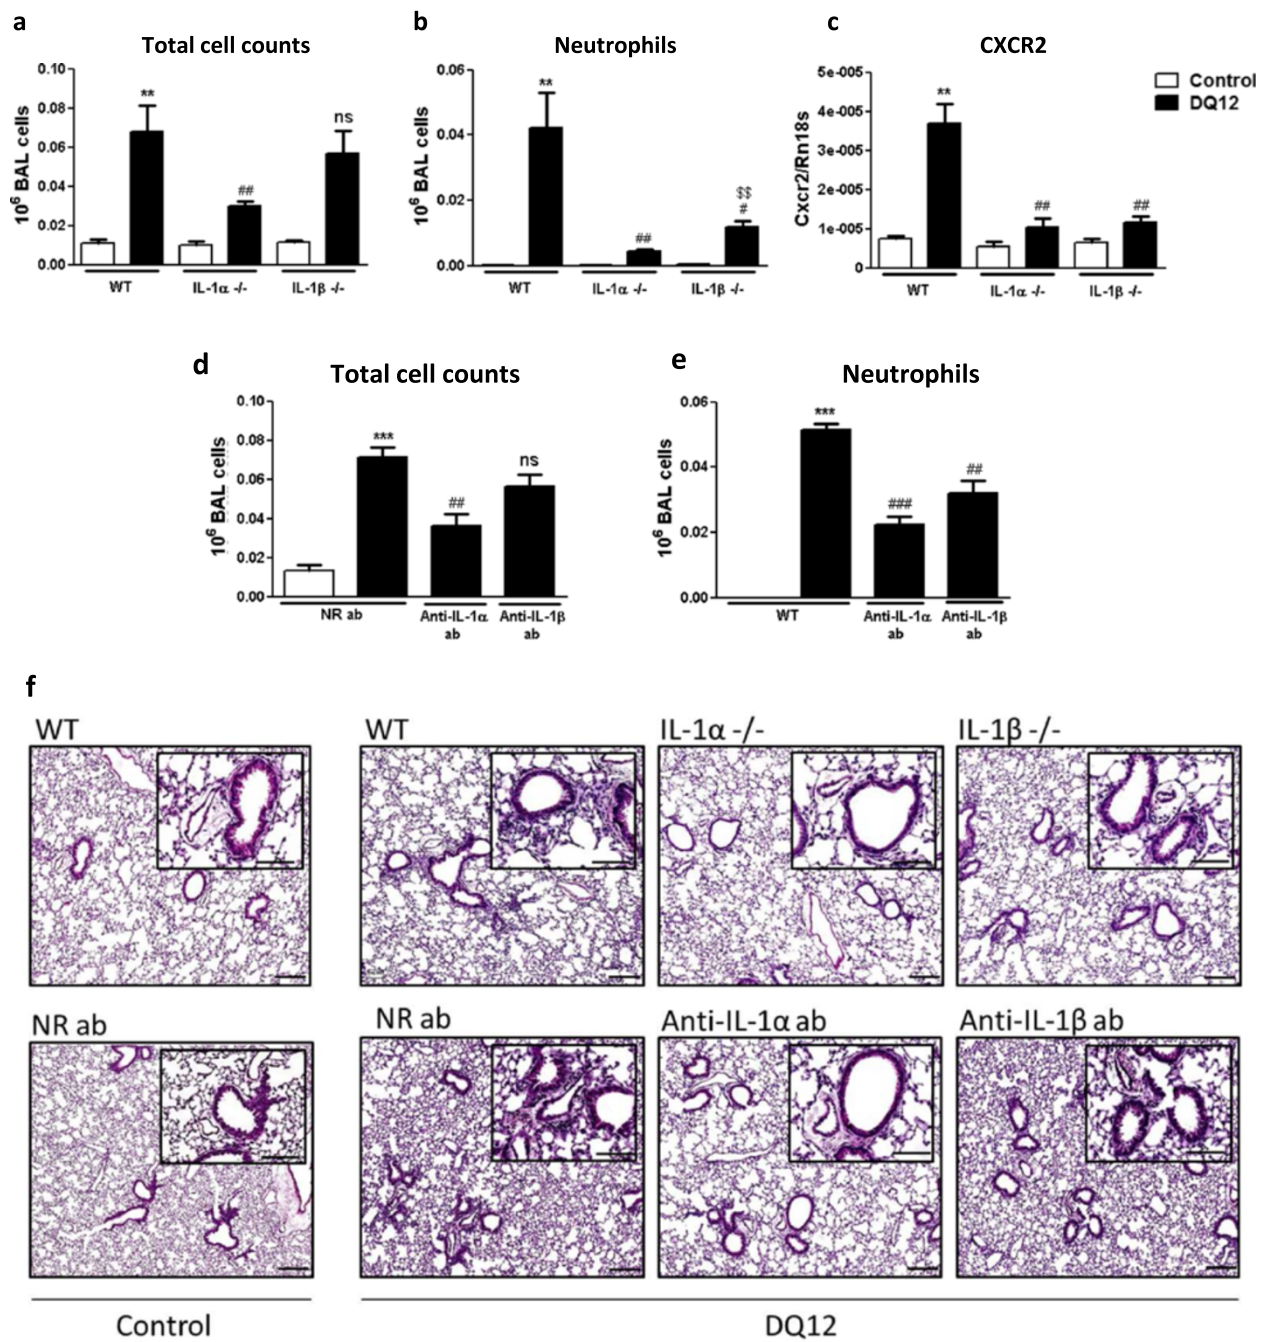 a
Total cell counts
10⁶ BAL cells
0.10
0.08
0.06
0.04
0.02
0.00
**
##
ns
WT
IL-1α -/-
IL-1β -/-
b
Neutrophils
10⁶ BAL cells
0.06
0.04
0.02
0.00
**
##
$$
#
WT
IL-1α -/-
IL-1β -/-
c
CXCR2
Cxcr2/Rn18s
5e-005
4e-005
3e-005
2e-005
1e-005
0
**
##
##
WT
IL-1α -/-
IL-1β -/-
Control
DQ12
d
Total cell counts
10⁶ BAL cells
0.10
0.08
0.06
0.04
0.02
0.00
***
##
ns
NR ab
Anti-IL-1α
ab
Anti-IL-1β
ab
e
Neutrophils
10⁶ BAL cells
0.06
0.04
0.02
0.00
***
###
##
WT
Anti-IL-1α
ab
Anti-IL-1β
ab
f
WT
WT
IL-1α -/-
IL-1β -/-
NR ab
NR ab
Anti-IL-1α ab
Anti-IL-1β ab
Control
DQ12